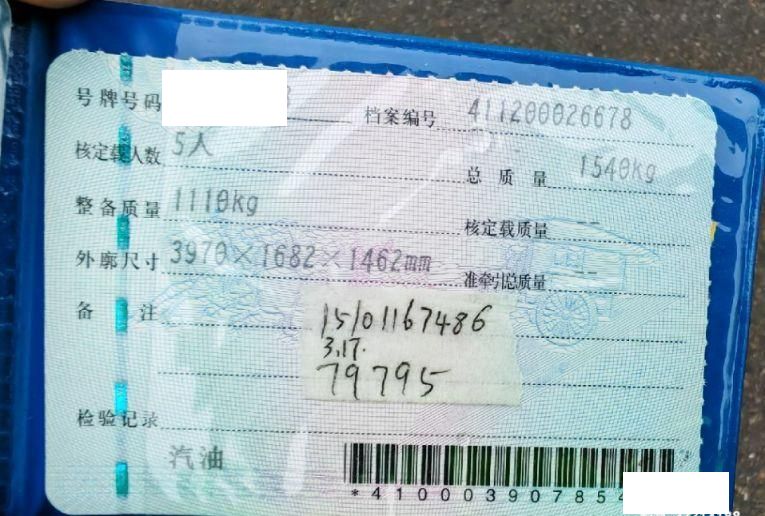 号牌号码 档案编号 411200026678
核定载人数 5人 总质量 1540kg
整备质量 1110kg 核定载质量 --
外廓尺寸 3970×1682×1462mm 准牵引总质量 --
备注 15101167486
3.17.
79795
检验记录
汽油
*410003907854